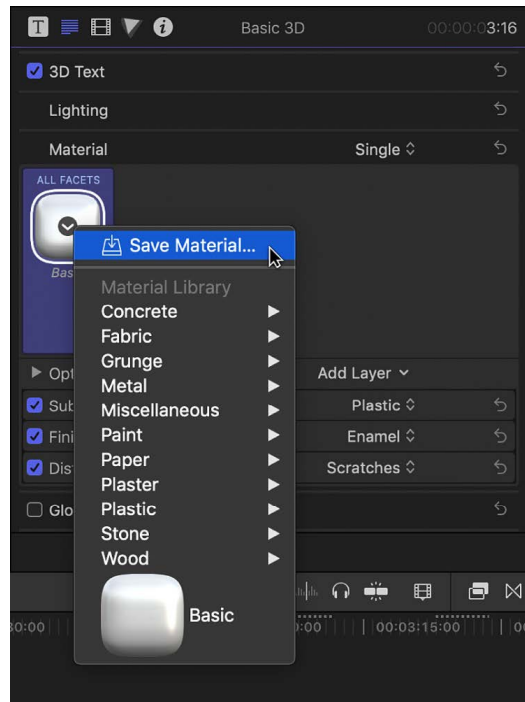 T Basic 3D 00:00:03:16
3D Text
Lighting
Material Single
ALL FACETS
Save Material...
Material Library
Concrete
Fabric
Grunge
Metal
Miscellaneous
Paint
Paper
Plaster
Plastic
Stone
Wood
Basic
Add Layer
Plastic
Enamel
Scratches
00:03:15:00